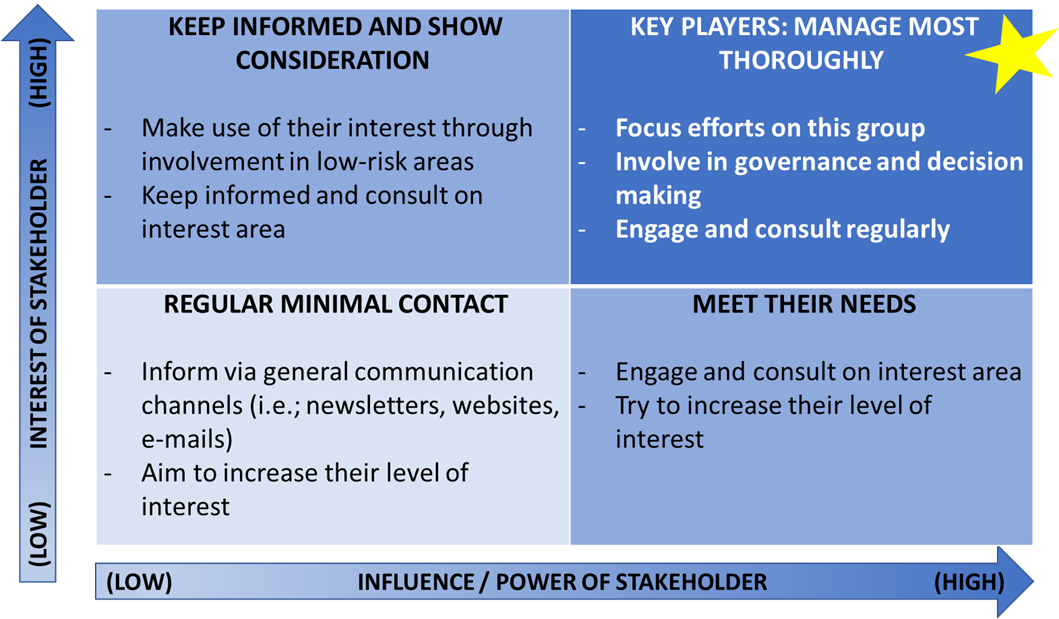 KEEP INFORMED AND SHOW
CONSIDERATION
- Make use of their interest through
involvement in low-risk areas
- Keep informed and consult on
interest area
KEY PLAYERS: MANAGE MOST
THOROUGHLY
- Focus efforts on this group
- Involve in governance and decision
making
- Engage and consult regularly
REGULAR MINIMAL CONTACT
- Inform via general communication
channels (i.e.; newsletters, websites,
e-mails)
- Aim to increase their level of
interest
MEET THEIR NEEDS
- Engage and consult on interest area
- Try to increase their level of
interest
(LOW) INTEREST OF STAKEHOLDER (HIGH)
(LOW) INFLUENCE / POWER OF STAKEHOLDER (HIGH)